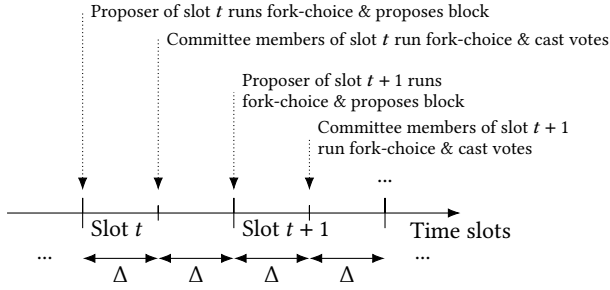 Proposer of slot t runs fork-choice & proposes block
Committee members of slot t run fork-choice & cast votes
Proposer of slot t + 1 runs
fork-choice & proposes block
Committee members of slot t + 1
run fork-choice & cast votes
...
Slot t
Slot t + 1
Time slots
...
Δ
Δ
Δ
Δ
...